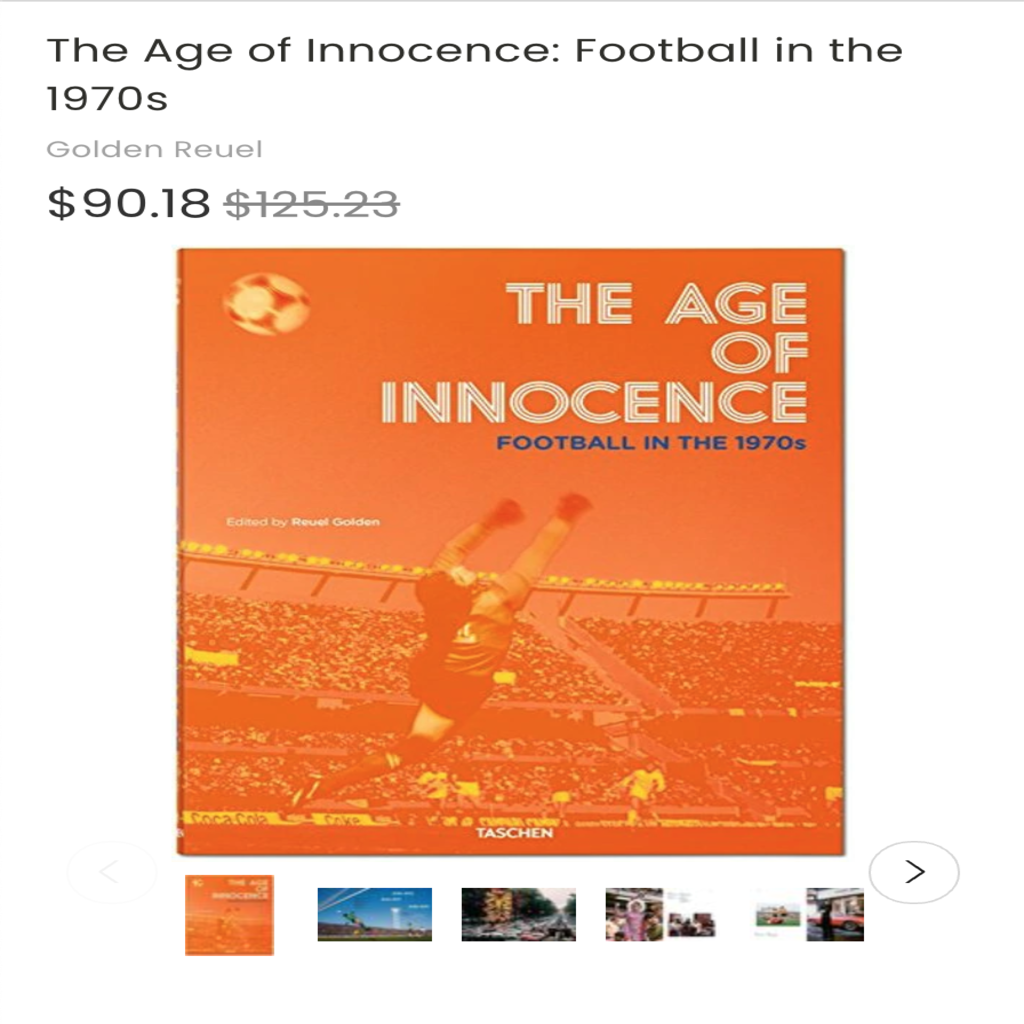 The Age of Innocence: Football in the
1970s
Golden Reuel
$90.18 $125.23
THE AGE
OF
INNOCENCE
FOOTBALL IN THE 1970s
Edited by Reuel Golden
Coca Cola Coke
TASCHEN
THE AGE
OF
INNOCENCE